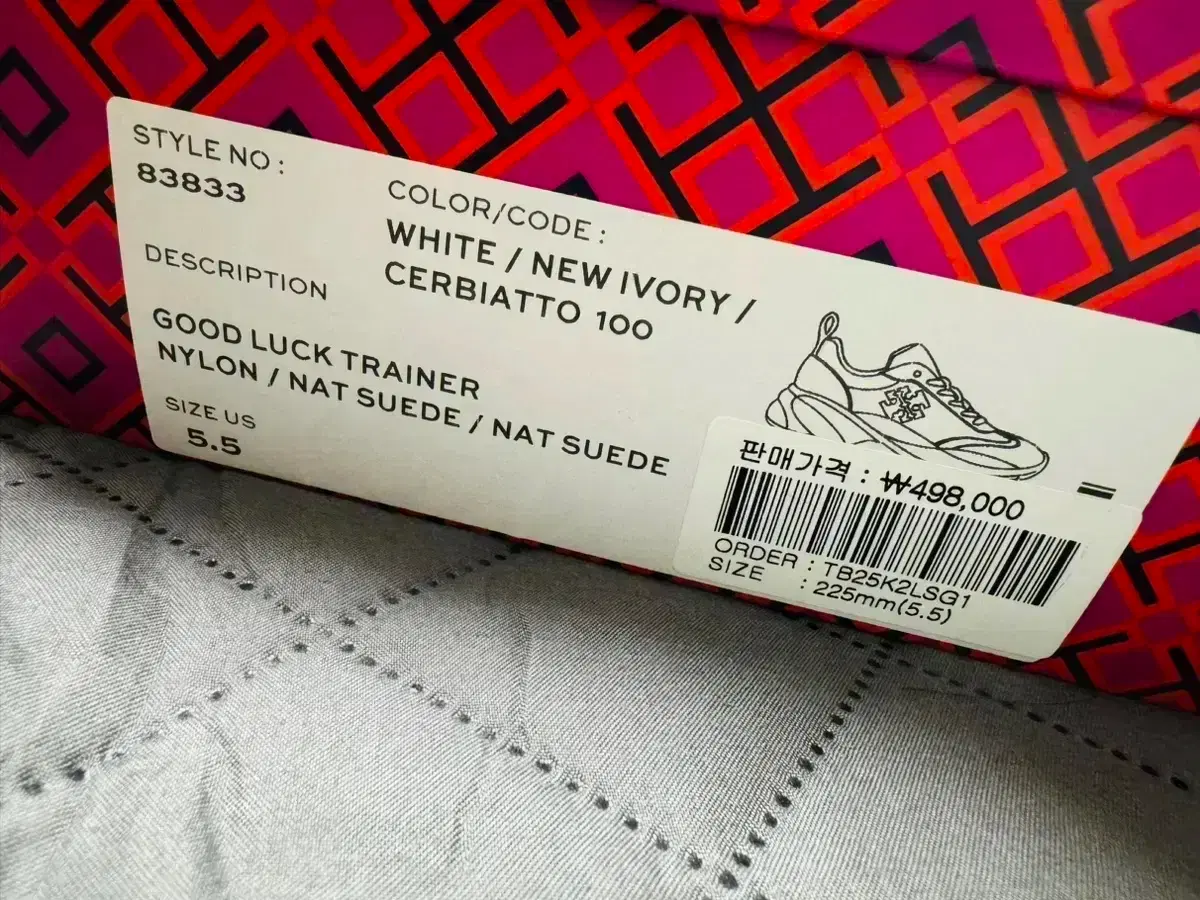 STYLE NO :
83833
COLOR/CODE :
WHITE / NEW IVORY /
CERBIATTO 100
DESCRIPTION
GOOD LUCK TRAINER
NYLON / NAT SUEDE / NAT SUEDE
SIZE US
5.5
판매가격 : ₩498,000
ORDER : TB25K2LSG1
SIZE : 225mm(5.5)